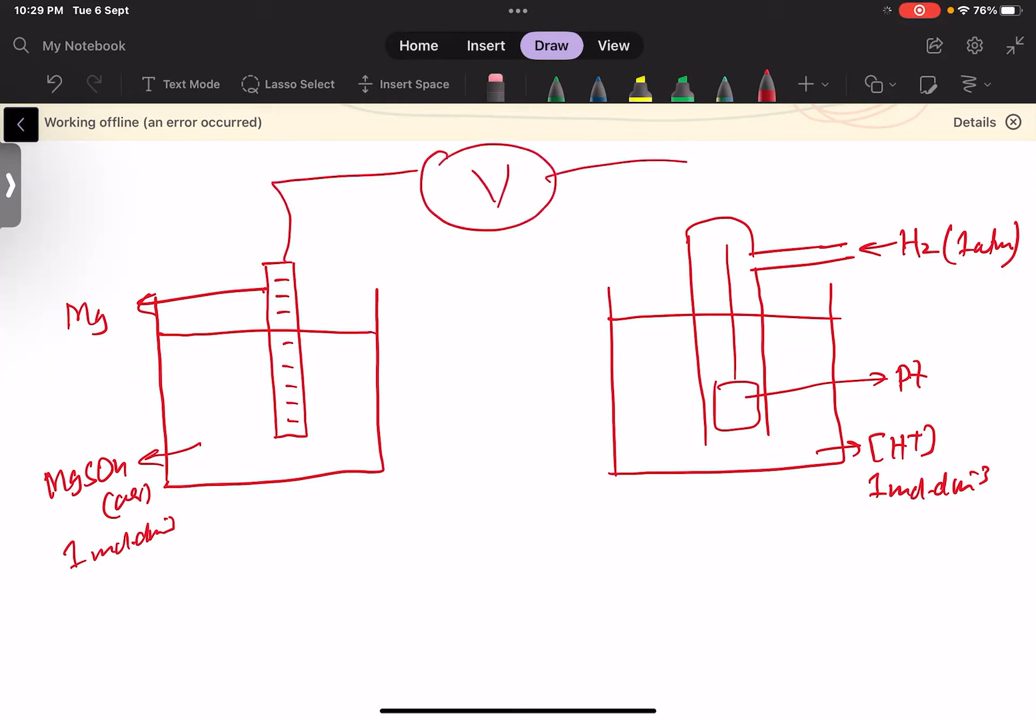 10:29 PM Tue 6 Sept
76%
My Notebook
Home Insert Draw View
Text Mode Lasso Select Insert Space
Working offline (an error occurred) Details
V
H2 (1atm)
Mg
Pt
MgSO4
(aq)
1 mol.dm-3
[H+]
1 mol.dm-3